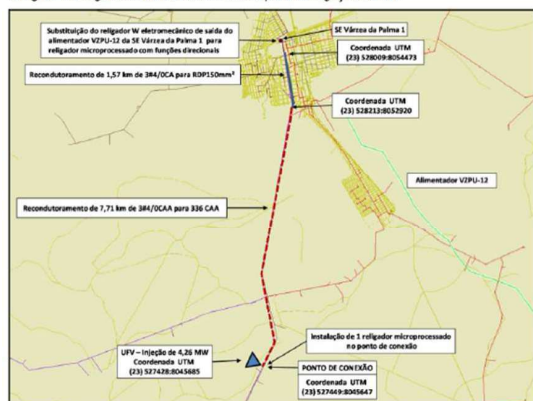 Substituição do religador W eletromecânico de saída do
alimentador VZPU-12 da SE Várzea da Palma 1 para
religador microprocessado com funções direcionais
SE Várzea da Palma 1
Coordenada UTM
(23) 528009:8054473
Recondutoramento de 1,57 km de 3#4/0CA para RDP150mm²
Coordenada UTM
(23) 528213:8052920
Alimentador VZPU-12
Recondutoramento de 7,71 km de 3#4/0CAA para 336 CAA
Instalação de 1 religador microprocessado
no ponto de conexão
UFV – Injeção de 4,26 MW
Coordenada UTM
(23) 527428:8045685
PONTO DE CONEXÃO
Coordenada UTM
(23) 527449:8045647